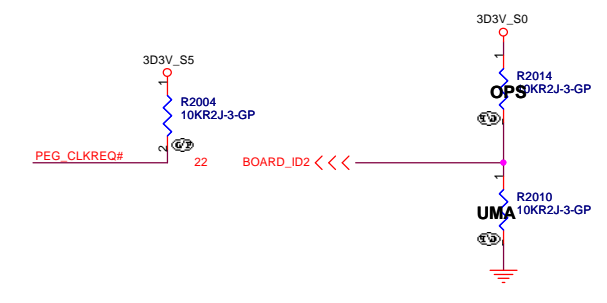 3D3V_S0
3D3V_S5
1
R2014
10KR2J-3-GP
OPS
1
R2004
10KR2J-3-GP
2
PEG_CLKREQ#
22
BOARD_ID2
1
R2010
10KR2J-3-GP
UMA